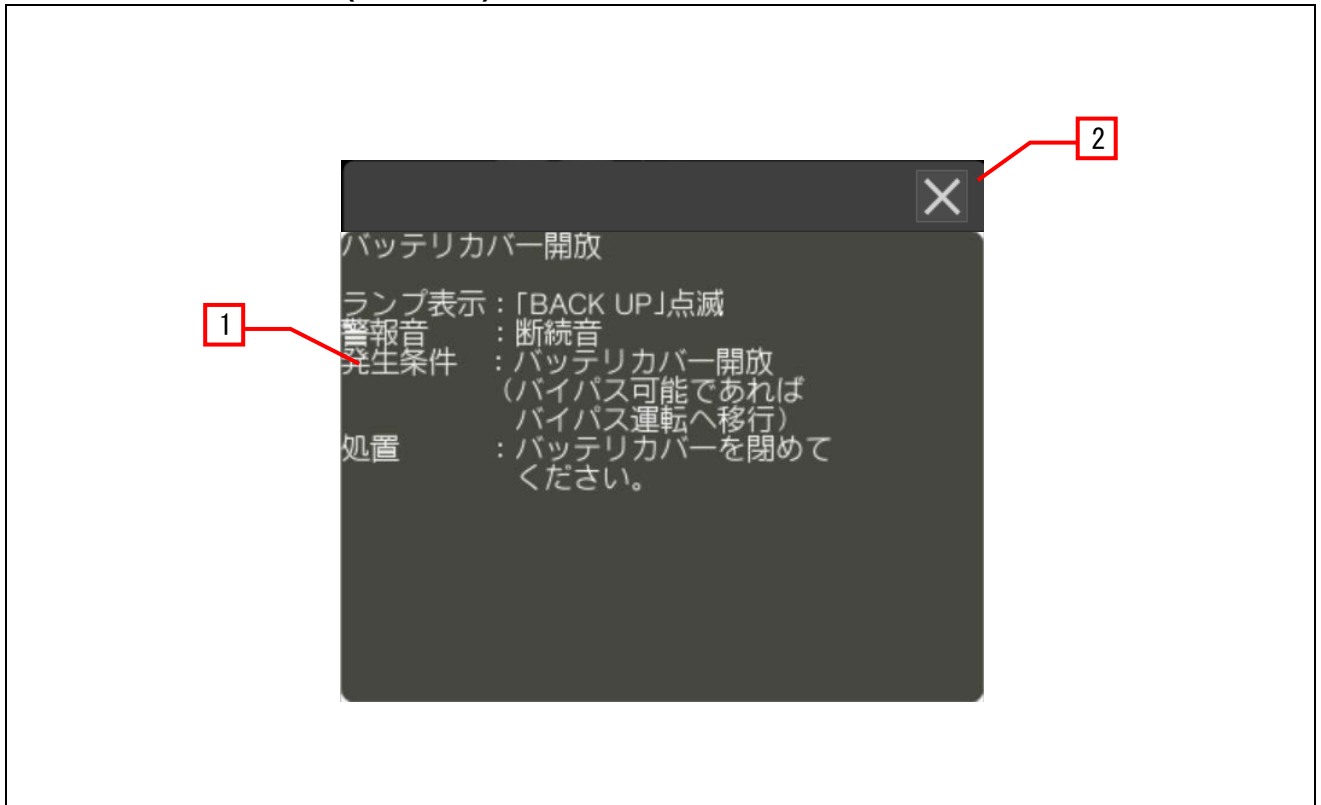 2
バッテリカバー開放
ランプ表示：「BACK UP」点滅
1
警報音　　：断続音
発生条件　：バッテリカバー開放
（バイパス可能であれば
バイパス運転へ移行）
処置　　　：バッテリカバーを閉めて
ください。